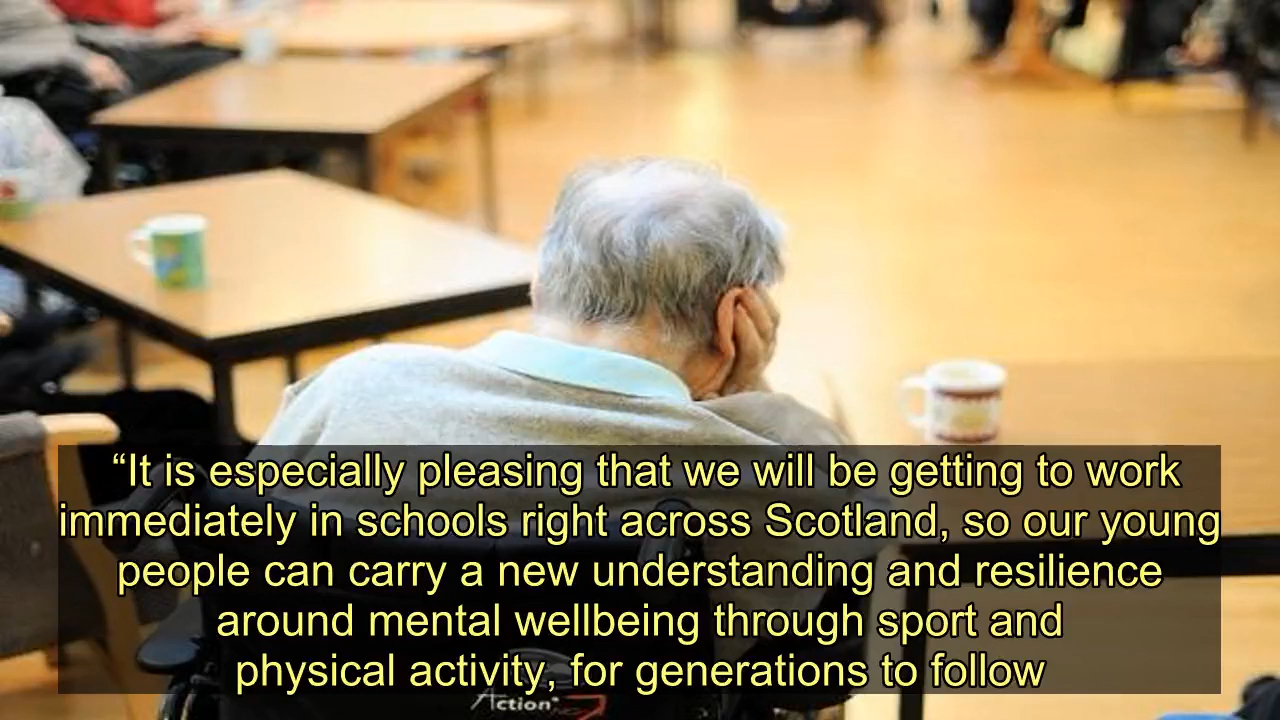 “It is especially pleasing that we will be getting to work
immediately in schools right across Scotland, so our young
people can carry a new understanding and resilience
around mental wellbeing through sport and
physical activity, for generations to follow
Action